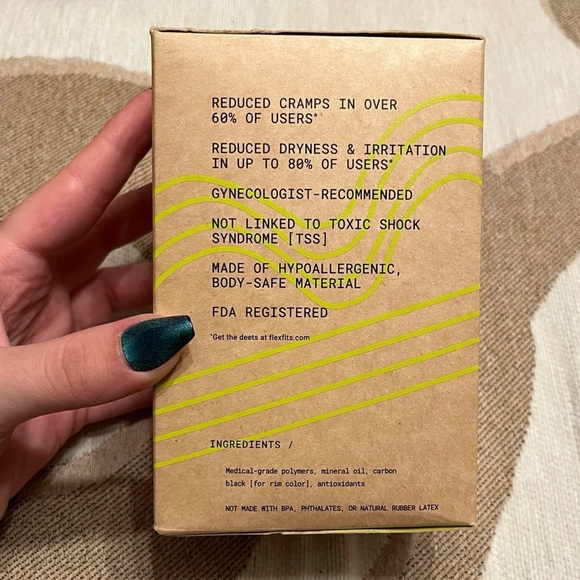 REDUCED CRAMPS IN OVER
60% OF USERS*
REDUCED DRYNESS & IRRITATION
IN UP TO 80% OF USERS*
GYNECOLOGIST-RECOMMENDED
NOT LINKED TO TOXIC SHOCK
SYNDROME [TSS]
MADE OF HYPOALLERGENIC,
BODY-SAFE MATERIAL
FDA REGISTERED
*Get the deets at flexfits.com
INGREDIENTS /
Medical-grade polymers, mineral oil, carbon
black [for rim color], antioxidants
NOT MADE WITH BPA, PHTHALATES, OR NATURAL RUBBER LATEX